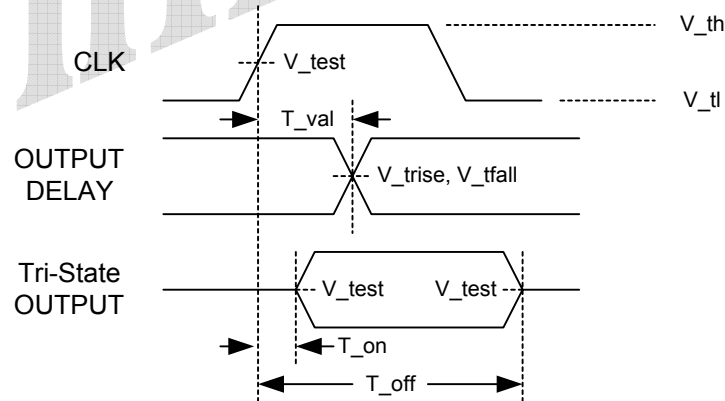 V_th
CLK
V_test
V_tl
T_val
OUTPUT
DELAY
V_trise, V_tfall
Tri-State
OUTPUT
V_test
V_test
T_on
T_off